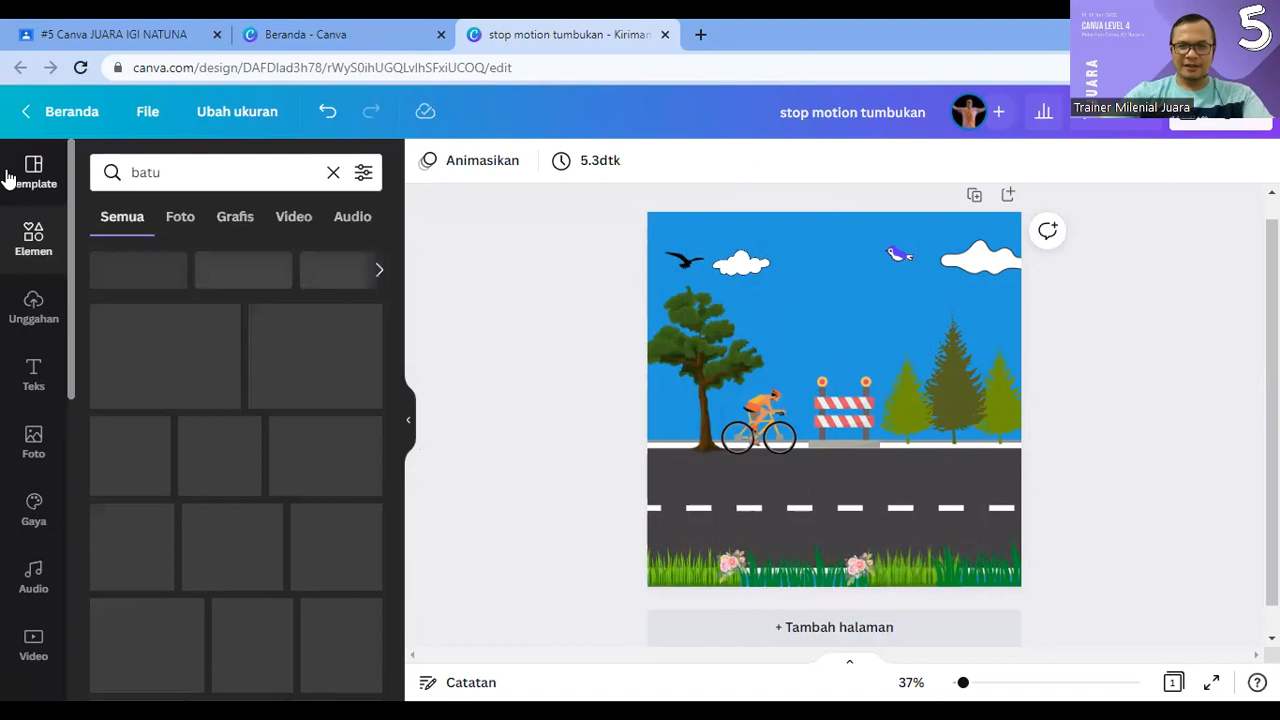 #5 Canva JUARA IGI NATUNA
Beranda - Canva
stop motion tumbukan - Kiriman
canva.com/design/DAFDIad3h78/rWyS0ihUGQLvlhSFxiUCOQ/edit
CANVA LEVEL 4
5
JUARA
Trainer Milenial Juara
Beranda
File
Ubah ukuran
stop motion tumbukan
Template
batu
Animasikan
5.3dtk
Semua
Foto
Grafis
Video
Audio
Elemen
Unggahan
Teks
Foto
Gaya
Audio
Video
+ Tambah halaman
Catatan
37%
1